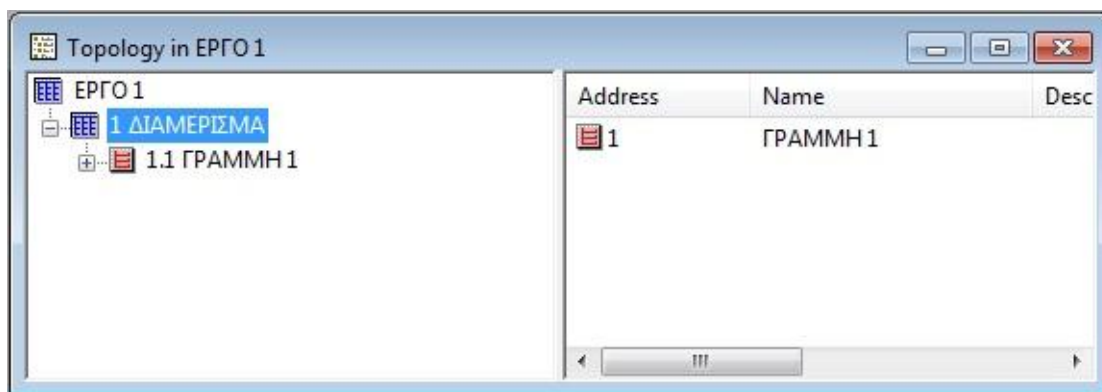 Topology in ΕΡΓΟ 1
ΕΡΓΟ 1
1 ΔΙΑΜΕΡΙΣΜΑ
1.1 ΓΡΑΜΜΗ 1
Address Name Desc
1 ΓΡΑΜΜΗ 1